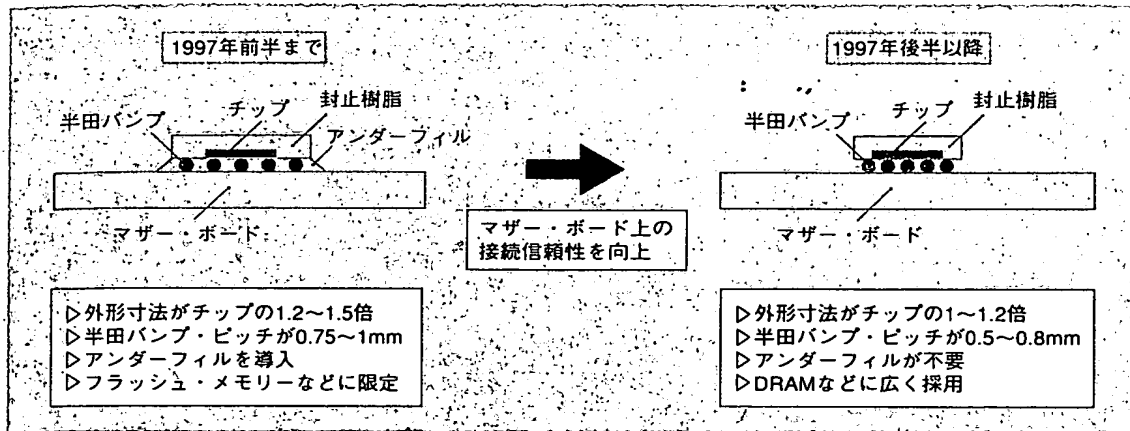 1997年前半まで
半田バンプ
チップ
封止樹脂
アンダーフィル
マザー・ボード
▷外形寸法がチップの1.2〜1.5倍
▷半田バンプ・ピッチが0.75〜1mm
▷アンダーフィルを導入
▷フラッシュ・メモリーなどに限定
マザー・ボード上の
接続信頼性を向上
1997年後半以降
半田バンプ
チップ
封止樹脂
マザー・ボード
▷外形寸法がチップの1〜1.2倍
▷半田バンプ・ピッチが0.5〜0.8mm
▷アンダーフィルが不要
▷DRAMなどに広く採用